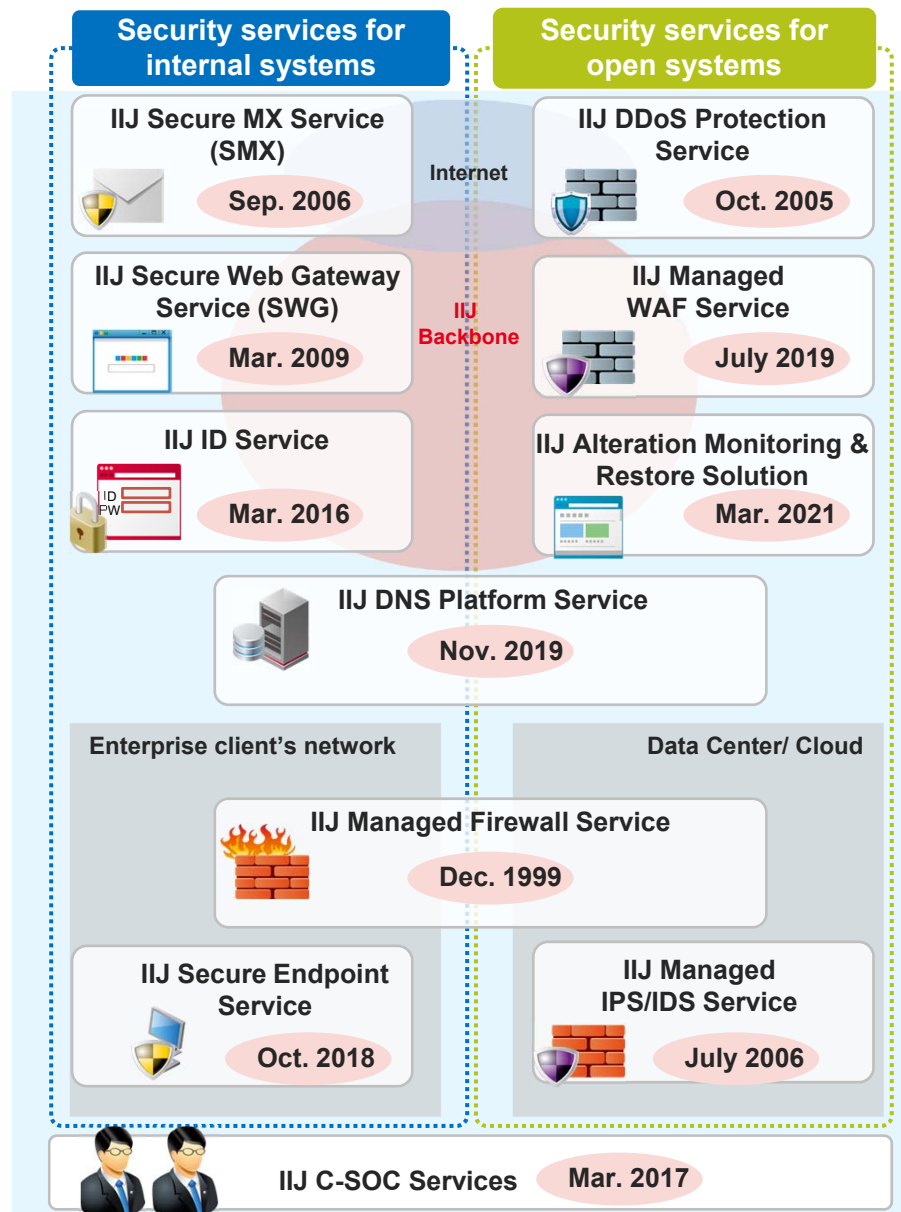 Security services for
internal systems
Security services for
open systems
IIJ Secure MX Service
(SMX)
Sep. 2006
Internet
IIJ DDoS Protection
Service
Oct. 2005
IIJ Secure Web Gateway
Service (SWG)
Mar. 2009
IIJ
Backbone
IIJ Managed
WAF Service
July 2019
IIJ ID Service
ID
PW
Mar. 2016
IIJ Alteration Monitoring &
Restore Solution
Mar. 2021
IIJ DNS Platform Service
Nov. 2019
Enterprise client's network
Data Center/ Cloud
IIJ Managed Firewall Service
Dec. 1999
IIJ Secure Endpoint
Service
Oct. 2018
IIJ Managed
IPS/IDS Service
July 2006
IIJ C-SOC Services
Mar. 2017